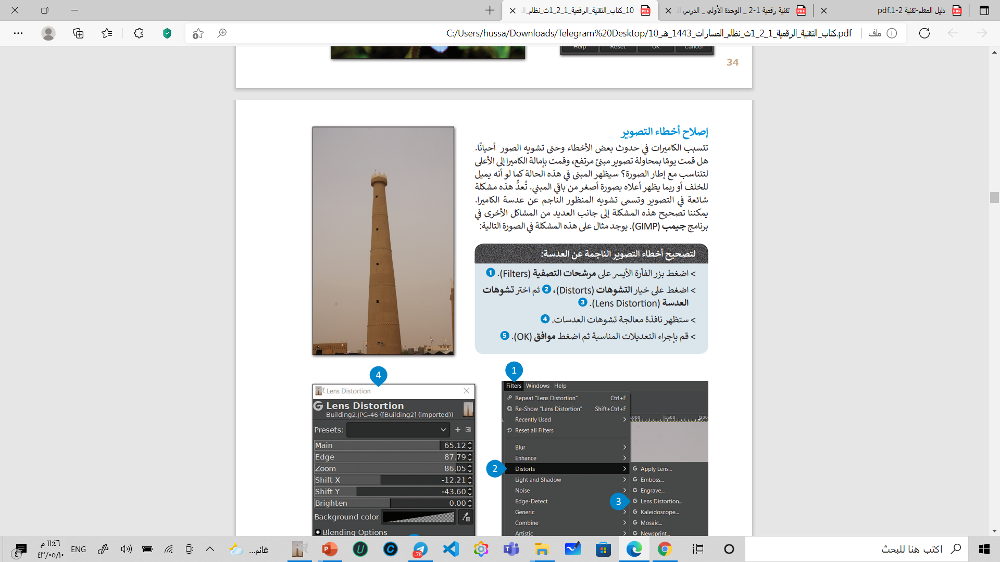 دليل المعلم-تقنية 2-1.pdf
تقنية رقمية 1-2 _ الوحدة الأولى _ الدرس
10_كتاب_التقنية_الرقمية_1_2_1ث_نظام
ملف
C:/Users/hussa/Downloads/Telegram%20Desktop/10_كتاب_التقنية_الرقمية_1_2_1ث_نظام_المسارات_1443_هـ.pdf
Help Reset OK Cancel
34
إصلاح أخطاء التصوير
تتسبب الكاميرات في حدوث بعض الأخطاء وحتى تشويه الصور أحيانًا.
هل قمت يومًا بمحاولة تصوير مبنىً مرتفع، وقمت بإمالة الكاميرا إلى الأعلى
لتتناسب مع إطار الصورة؟ سيظهر المبنى في هذه الحالة كما لو أنه يميل
للخلف أو ربما يظهر أعلاه بصورة أصغر من باقي المبني. تُعدُّ هذه مشكلة
شائعة في التصوير وتسمى تشويه المنظور الناجم عن عدسة الكاميرا.
يمكننا تصحيح هذه المشكلة إلى جانب العديد من المشاكل الأخرى في
برنامج جيمب (GIMP). يوجد مثال على هذه المشكلة في الصورة التالية:
لتصحيح أخطاء التصوير الناجمة عن العدسة:
> اضغط بزر الفأرة الأيسر على مرشحات التصفية (Filters). 1
> اضغط على خيار التشوهات (Distorts)، 2 ثم اختر تشوهات
العدسة (Lens Distortion). 3
> ستظهر نافذة معالجة تشوهات العدسات. 4
> قم بإجراء التعديلات المناسبة ثم اضغط موافق (OK). 5
1
Filters Windows Help
Repeat "Lens Distortion" Ctrl+F
Re-Show "Lens Distortion" Shift+Ctrl+F
Recently Used
Reset all Filters
1000 1500 2000
Blur
Enhance
2
Distorts
Light and Shadow
Noise
Edge-Detect
Generic
Combine
Artistic
Apply Lens...
Emboss...
Engrave...
3
Lens Distortion...
Kaleidoscope...
Mosaic...
Newsprint...
4
Lens Distortion
Lens Distortion
Building2.JPG-46 ([Building2] (imported))
Presets:
Main 65.12
Edge 87.79
Zoom 86.05
Shift X -12.21
Shift Y -43.60
Brighten 0.00
Background color
Blending Options
اكتب هنا للبحث
..78
غائم...
ENG
١١:٤٦ م
٤٣/٠٥/١٠
٤